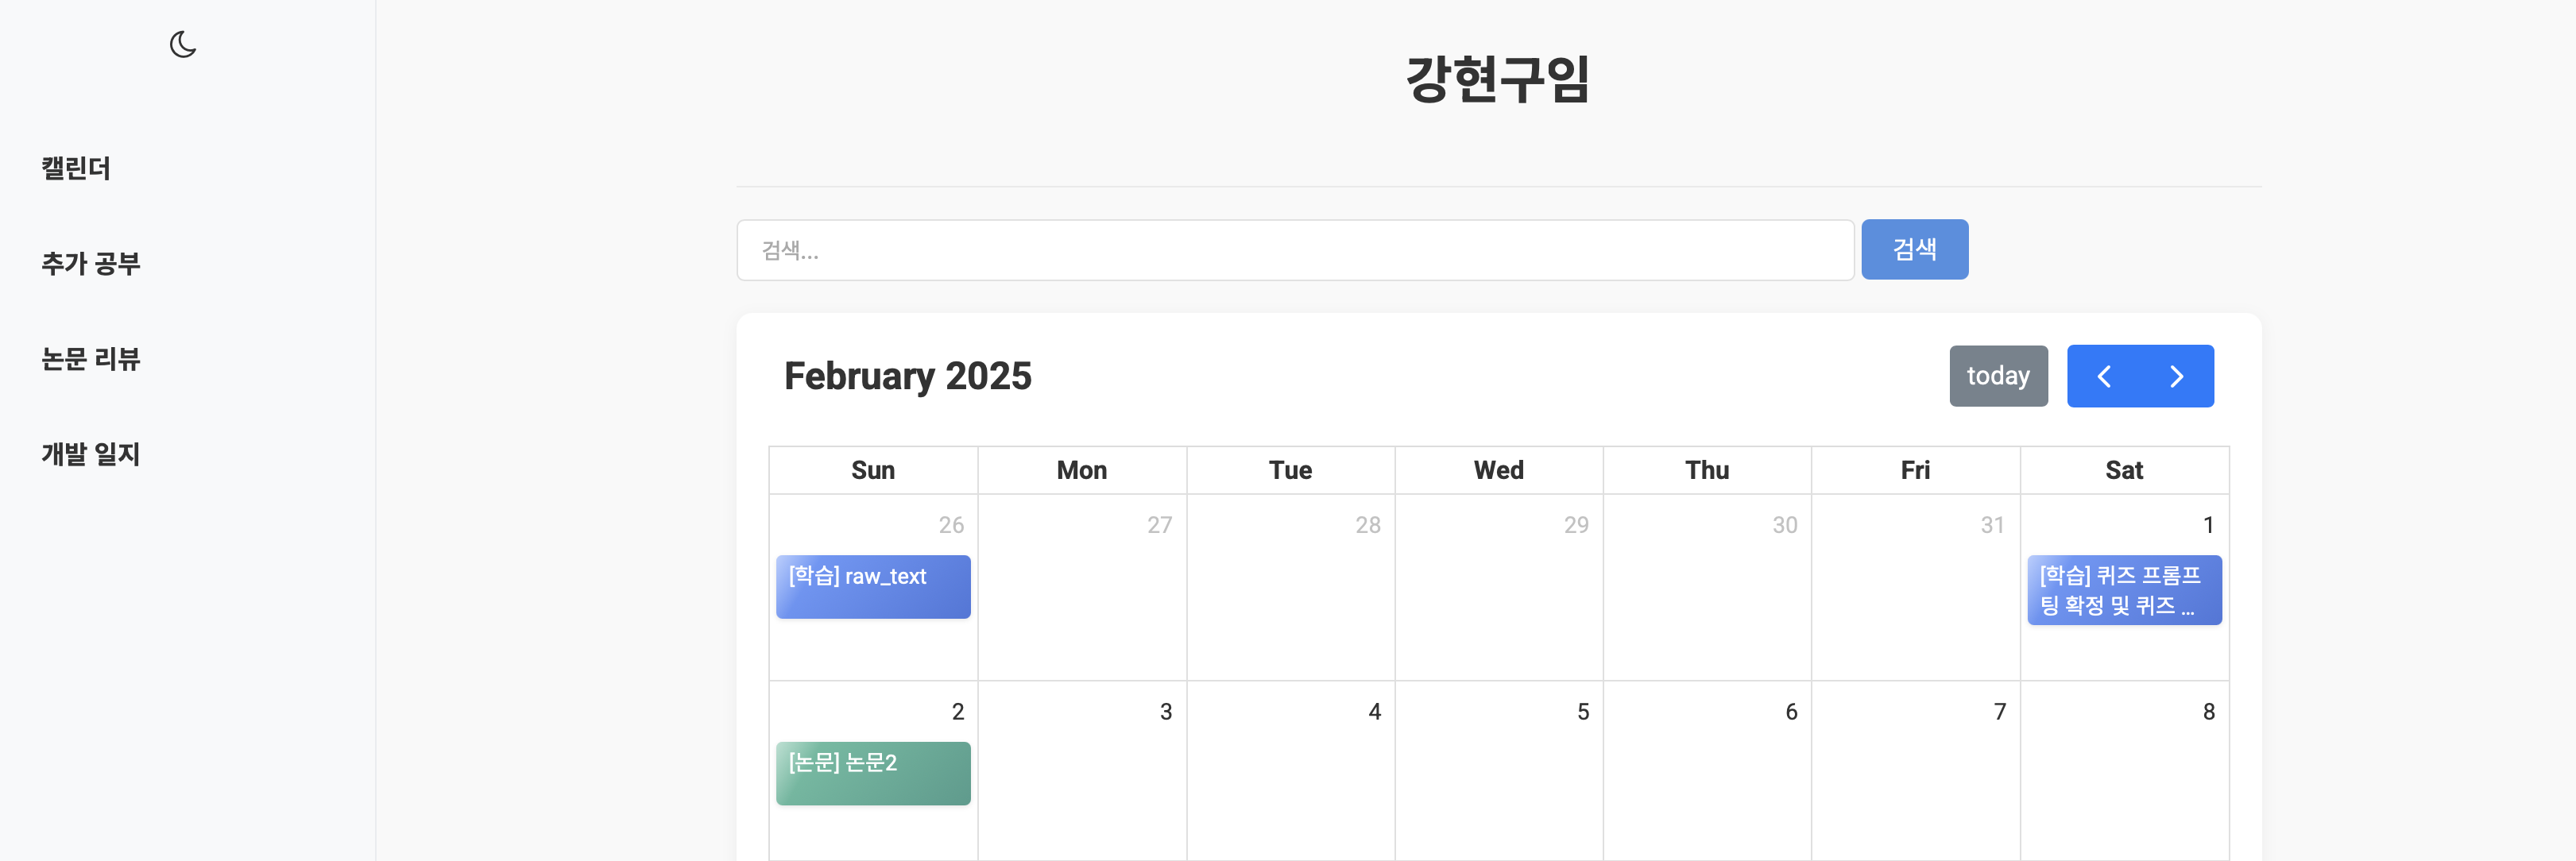 강현구임
캘린더
추가 공부
논문 리뷰
개발 일지
검색...
검색
February 2025
today
Sun Mon Tue Wed Thu Fri Sat
26 27 28 29 30 31 1
[학습] raw_text
[학습] 퀴즈 프롬프
팅 확정 및 퀴즈 ...
2 3 4 5 6 7 8
[논문] 논문2